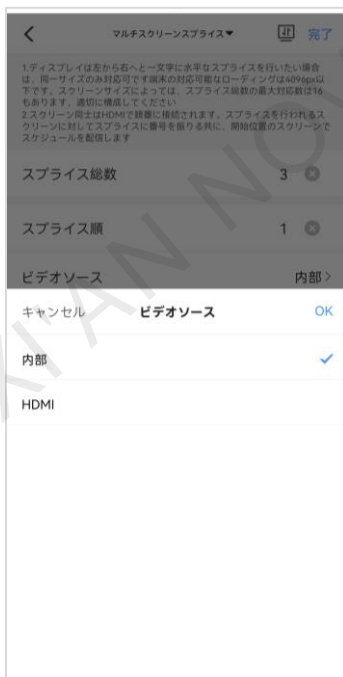 マルチスクリーンスプライス▼
完了
1.ディスプレイは左から右へと一文字に水平なスプライスを行いたい場合
は、同一サイズのみ対応可です端末の対応可能なローディングは4096px以
下です。スクリーンサイズによっては、スプライス総数の最大対応数は16
もあります。適切に構成してください
2.スクリーン同士はHDMIで順番に接続されます。スプライスを行われるス
クリーンに対してスプライスに番号を振りる共に、開始位置のスクリーンで
スケジュールを配信します
スプライス総数 3
スプライス順 1
ビデオソース 内部 >
キャンセル ビデオソース OK
内部
HDMI
XI'AN NOV